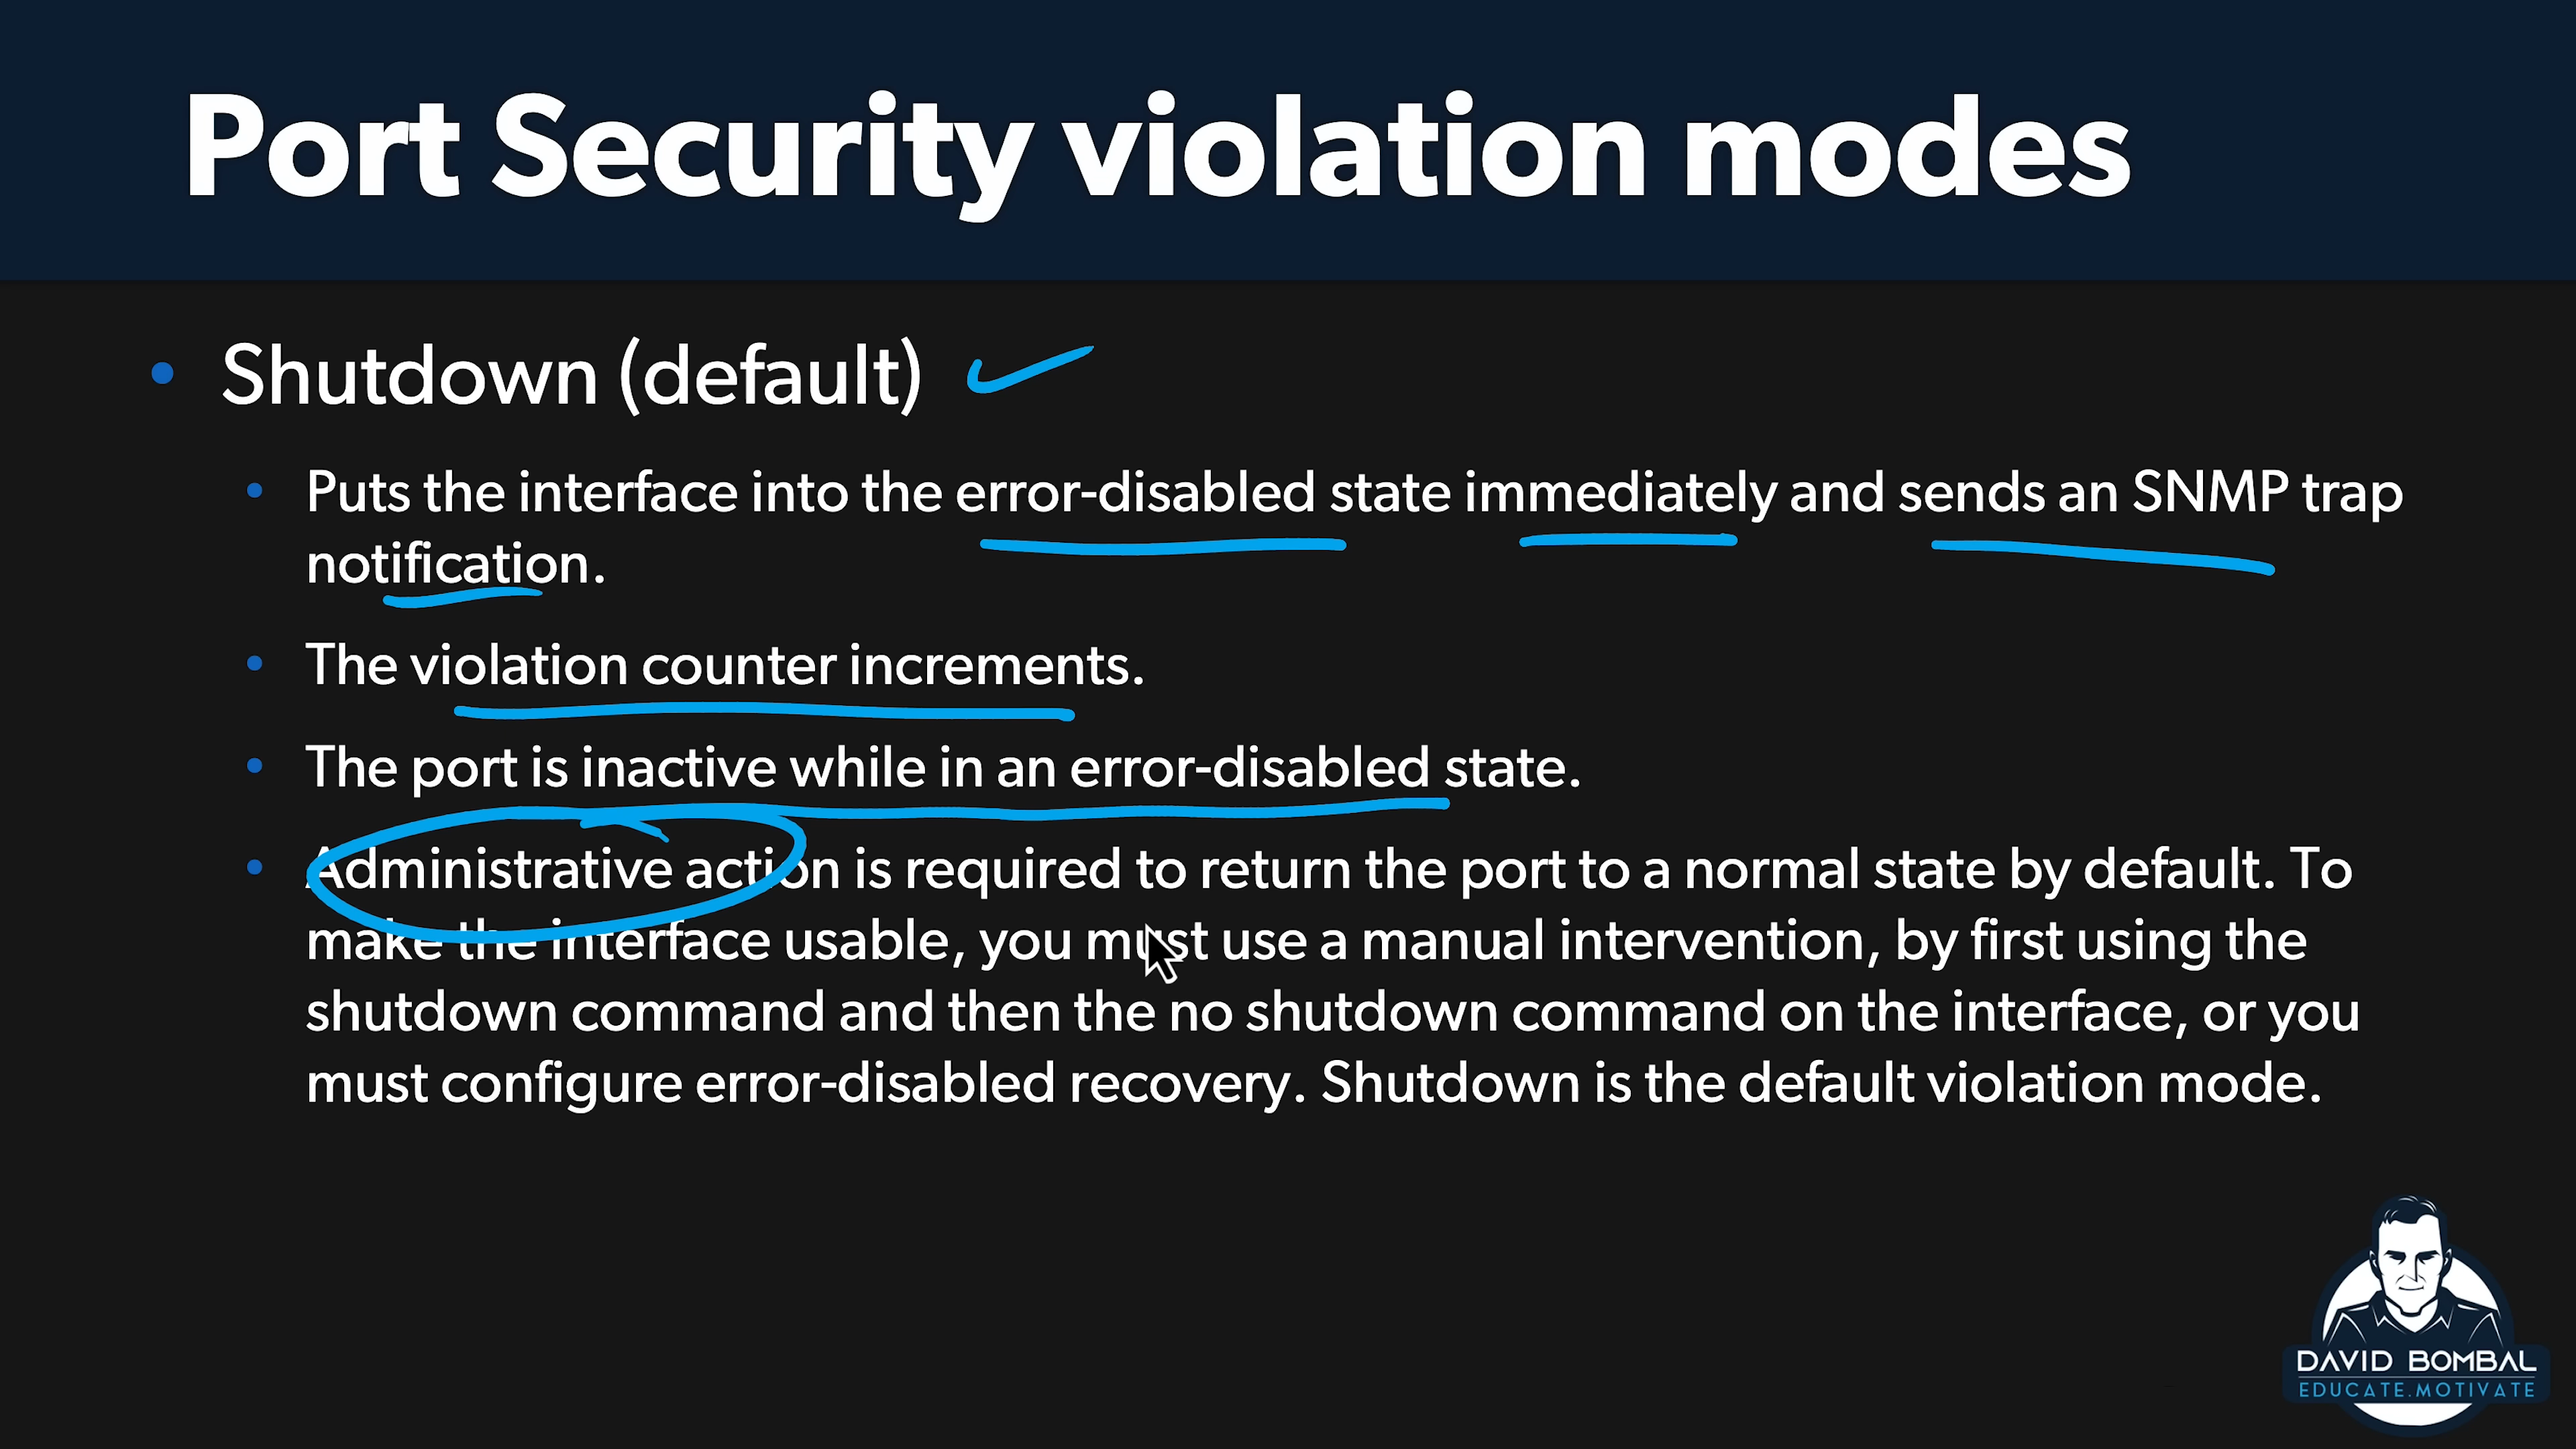 Port Security violation modes
Shutdown (default)
Puts the interface into the error-disabled state immediately and sends an SNMP trap
notification.
The violation counter increments.
The port is inactive while in an error-disabled state.
Administrative action is required to return the port to a normal state by default. To
make the interface usable, you must use a manual intervention, by first using the
shutdown command and then the no shutdown command on the interface, or you
must configure error-disabled recovery. Shutdown is the default violation mode.
DAVID BOMBAL
EDUCATE.MOTIVATE